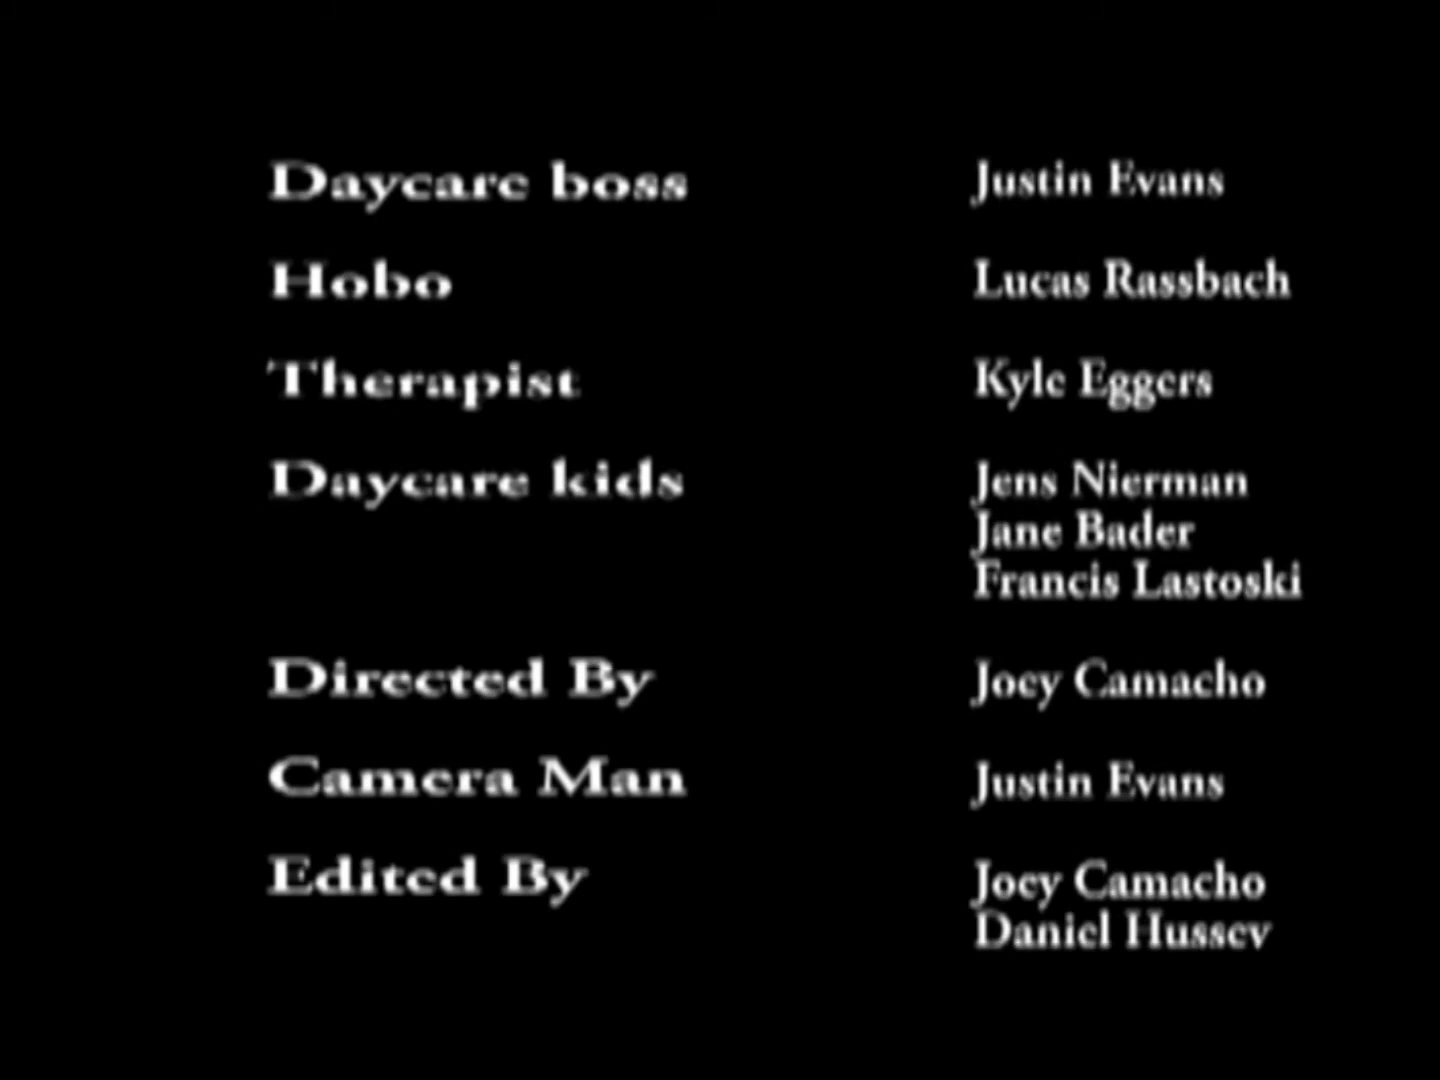 Daycare boss Justin Evans
Hobo Lucas Rassbach
Therapist Kyle Eggers
Daycare kids Jens Nierman
Jane Bader
Francis Lastoski
Directed By Joey Camacho
Camera Man Justin Evans
Edited By Joey Camacho
Daniel Hussey